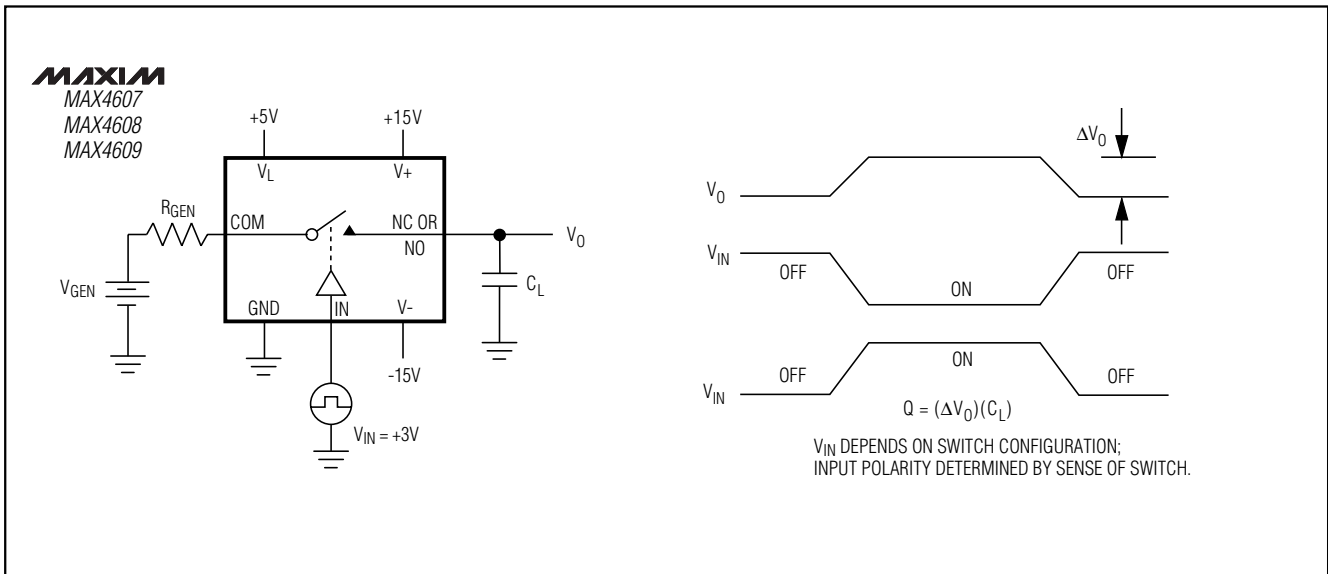 MAXIM
MAX4607
MAX4608
MAX4609
+5V
+15V
VL
V+
RGEN
COM
NC OR
NO
VO
VGEN
CL
GND
IN
V-
-15V
VIN = +3V
ΔVO
VO
VIN
OFF
ON
OFF
VIN
OFF
ON
OFF
Q = (ΔVO)(CL)
VIN DEPENDS ON SWITCH CONFIGURATION;
INPUT POLARITY DETERMINED BY SENSE OF SWITCH.